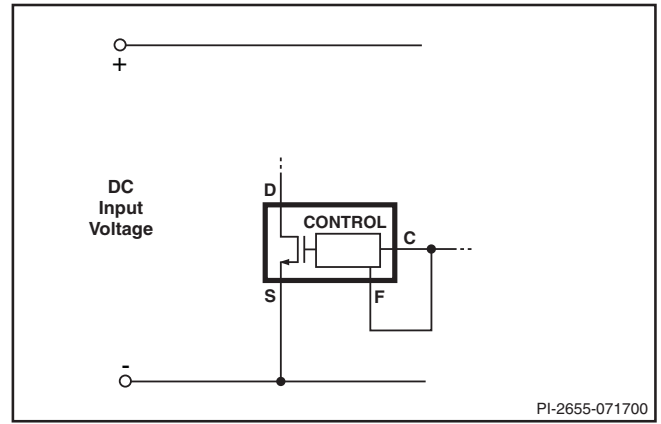 +
DC
Input
Voltage
D
CONTROL
C
S
F
-
PI-2655-071700